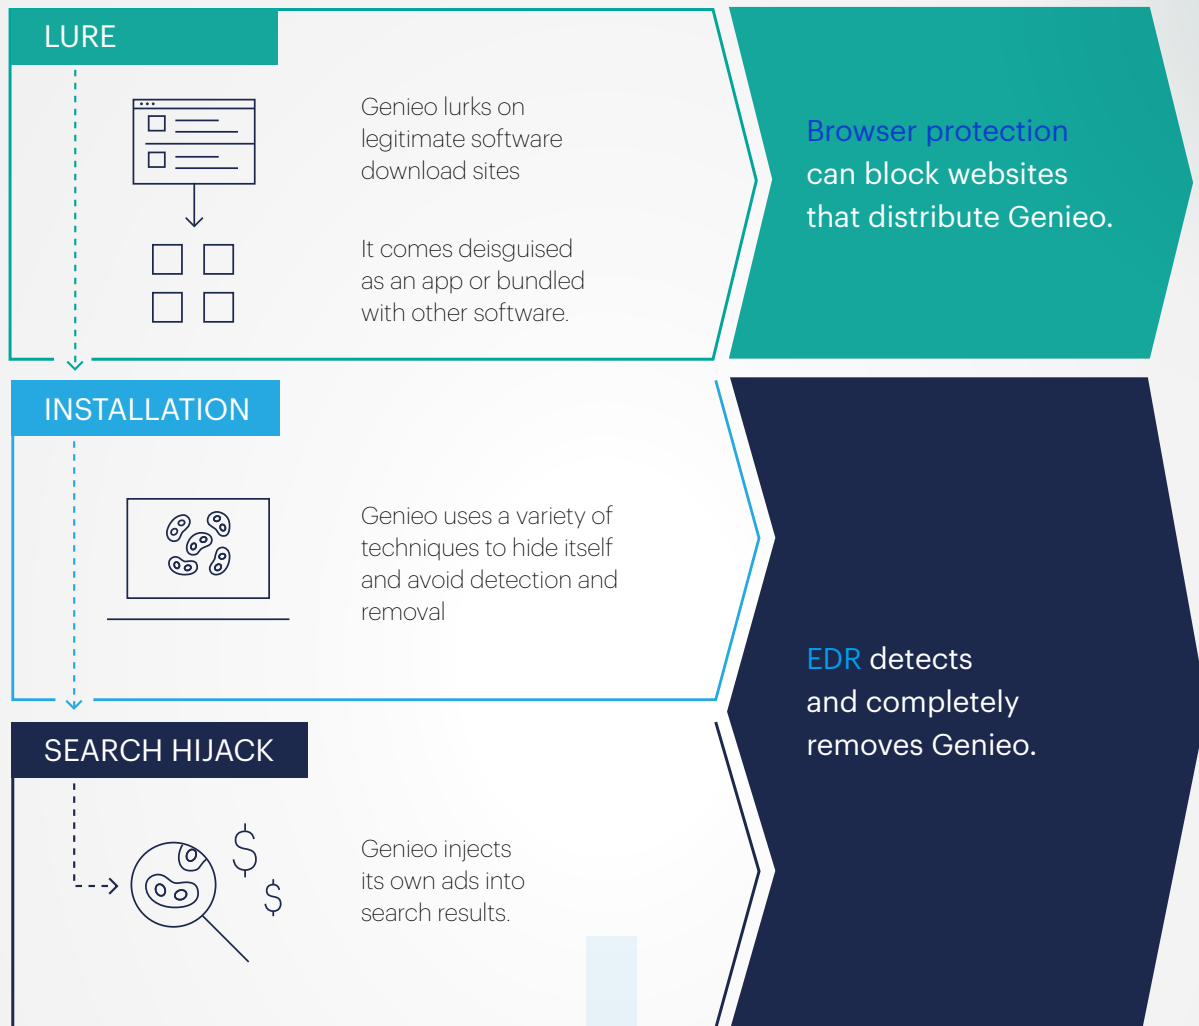 LURE
Genieo lurks on
legitimate software
download sites
It comes deisguised
as an app or bundled
with other software.
Browser protection
can block websites
that distribute Genieo.
INSTALLATION
Genieo uses a variety of
techniques to hide itself
and avoid detection and
removal
EDR detects
and completely
removes Genieo.
SEARCH HIJACK
$
$
Genieo injects
its own ads into
search results.